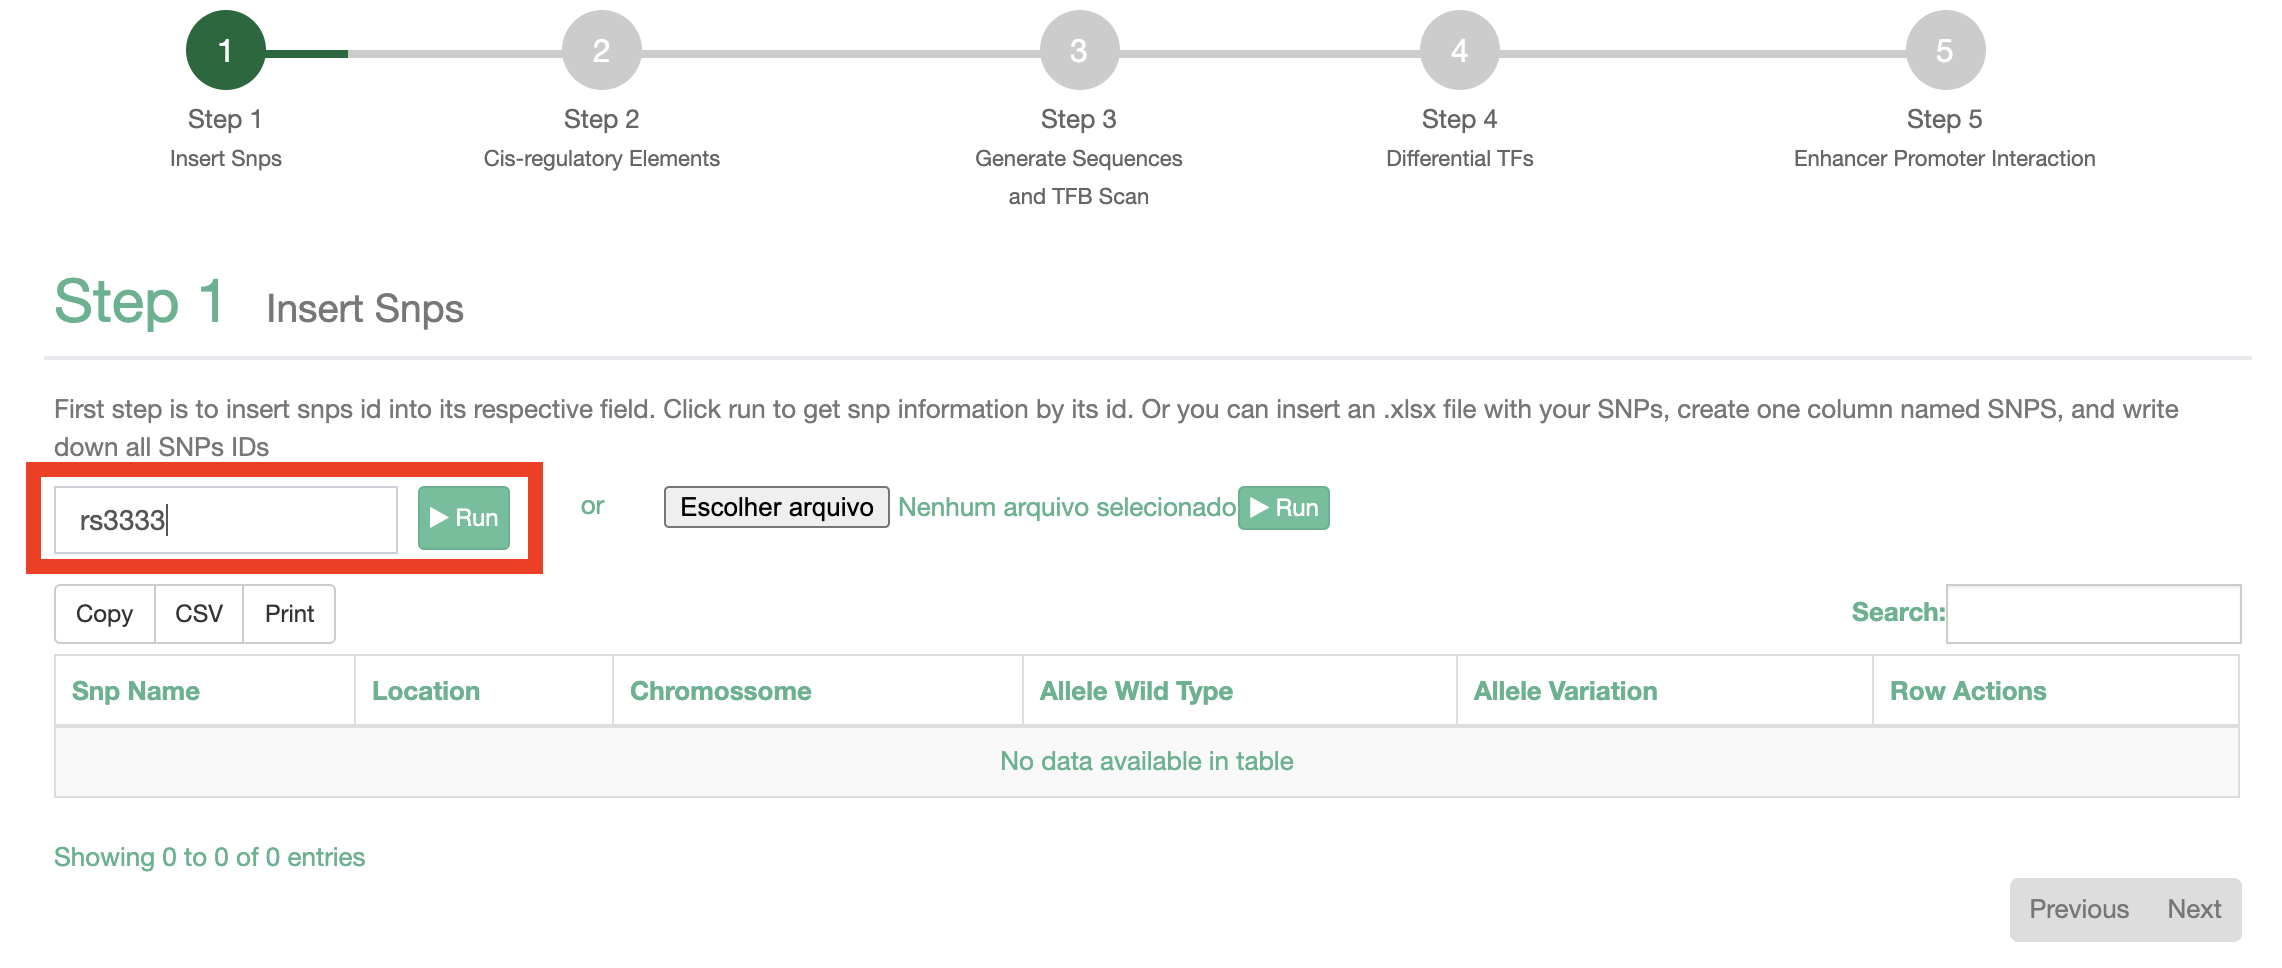 1 2 3 4 5
Step 1 Step 2 Step 3 Step 4 Step 5
Insert Snps Cis-regulatory Elements Generate Sequences Differential TFs Enhancer Promoter Interaction
and TFB Scan
Step 1 Insert Snps
First step is to insert snps id into its respective field. Click run to get snp information by its id. Or you can insert an .xlsx file with your SNPs, create one column named SNPS, and write
down all SNPs IDs
rs3333 Run or Escolher arquivo Nenhum arquivo selecionado Run
Copy CSV Print Search:
Snp Name Location Chromossome Allele Wild Type Allele Variation Row Actions
No data available in table
Showing 0 to 0 of 0 entries
Previous Next